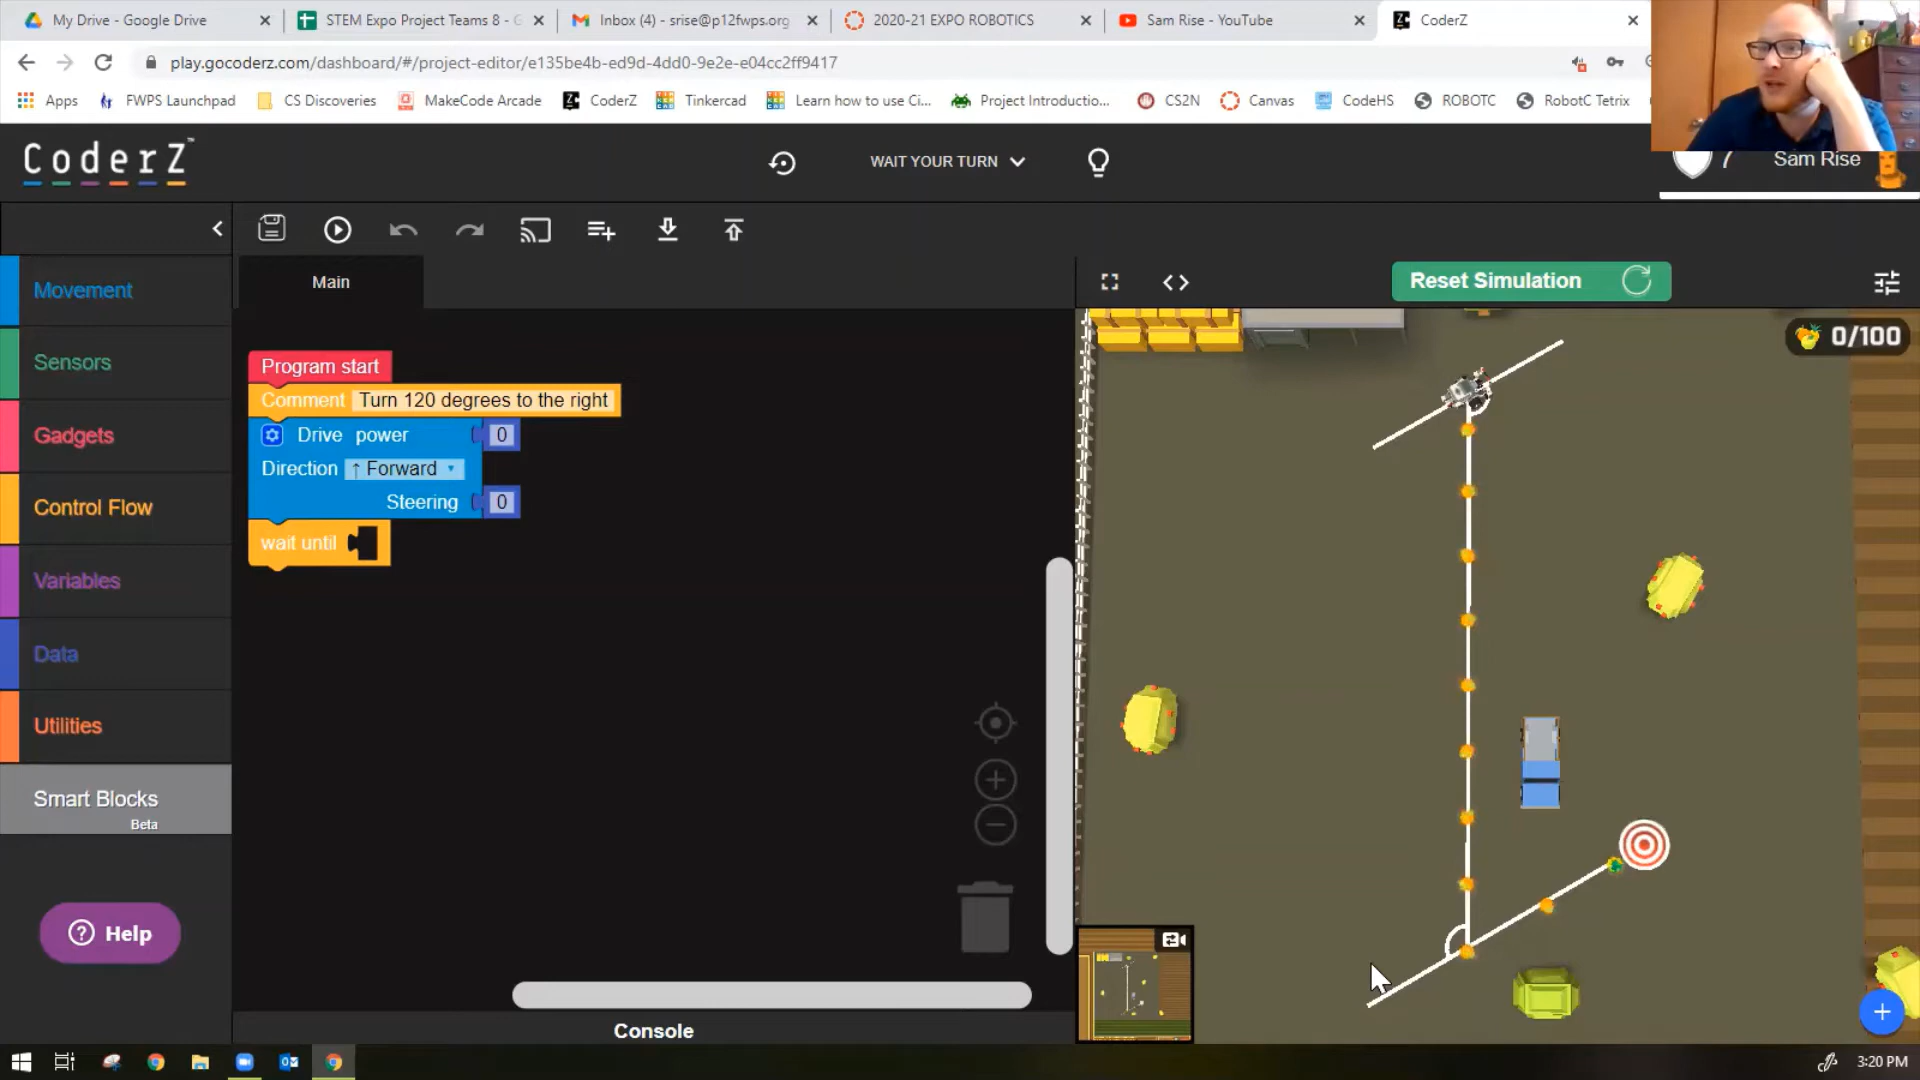 My Drive - Google Drive
STEM Expo Project Teams 8 - G
Inbox (4) - srise@p12fwps.org
2020-21 EXPO ROBOTICS
Sam Rise - YouTube
CoderZ
play.gocoderz.com/dashboard/#/project-editor/e135be4b-ed9d-4dd0-9e2e-e04cc2ff9417
Apps
FWPS Launchpad
CS Discoveries
MakeCode Arcade
CoderZ
Tinkercad
Learn how to use Ci...
Project Introductio...
CS2N
Canvas
CodeHS
ROBOTC
RobotC Tetrix
CoderZ™
WAIT YOUR TURN
7
Sam Rise
Main
Reset Simulation
Movement
Sensors
Gadgets
Control Flow
Variables
Data
Utilities
Smart Blocks
Beta
Help
Program start
Comment Turn 120 degrees to the right
Drive power 0
Direction ↑ Forward
Steering 0
wait until
0/100
Console
3:20 PM